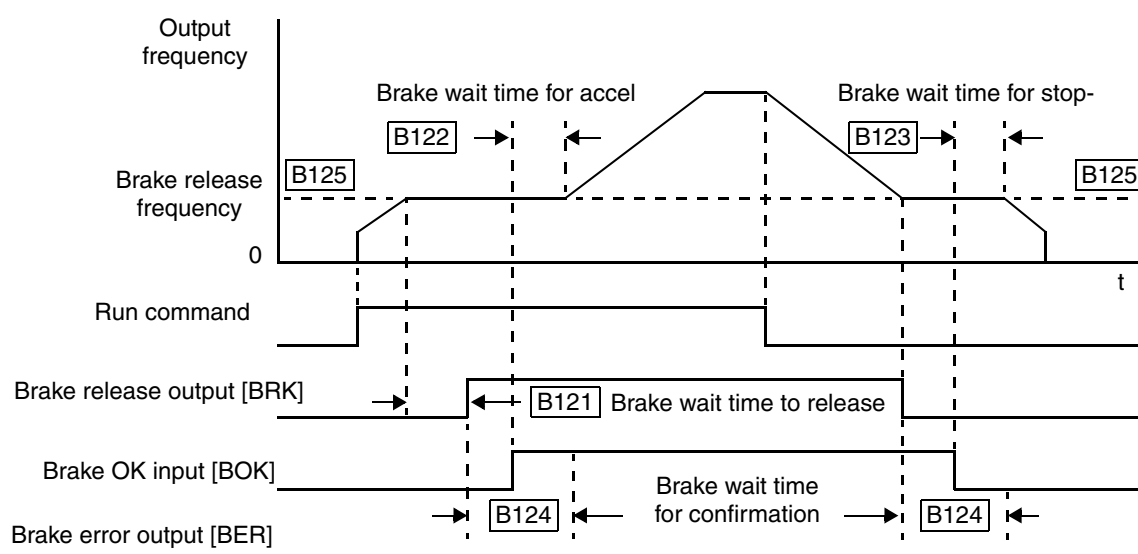 Output
frequency
Brake wait time for accel
Brake wait time for stop-
B122
B123
B125
B125
Brake release
frequency
0
t
Run command
Brake release output [BRK]
B121
Brake wait time to release
Brake OK input [BOK]
Brake wait time
for confirmation
B124
B124
Brake error output [BER]